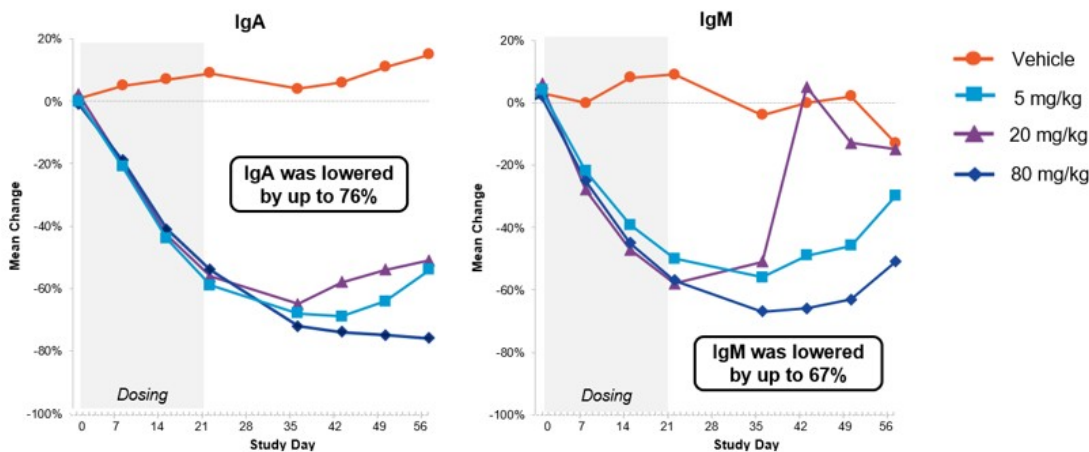 IgA
20%
0%
-20%
-40%
-60%
-80%
-100%
Mean Change
IgA was lowered
by up to 76%
Dosing
0 7 14 21 28 35 42 49 56
Study Day
IgM
20%
0%
-20%
-40%
-60%
-80%
-100%
Mean Change
IgM was lowered
by up to 67%
Dosing
0 7 14 21 28 35 42 49 56
Study Day
Vehicle
5 mg/kg
20 mg/kg
80 mg/kg